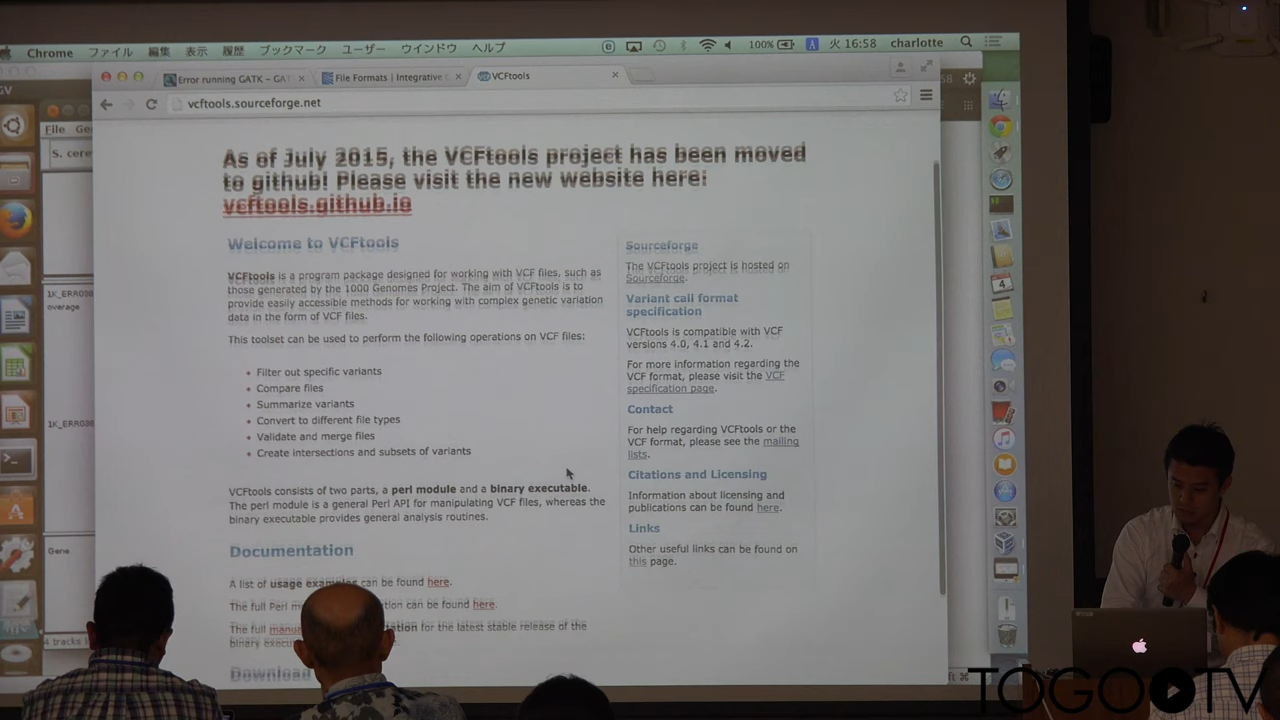 Chrome ファイル 編集 表示 履歴 ブックマーク ユーザー ウインドウ ヘルプ
100% A 火 16:58 charlotte
Error running GATK – GAT
File Formats | Integrative
VCFtools
vcftools.sourceforge.net
As of July 2015, the VCFtools project has been moved
to github! Please visit the new website here:
vcftools.github.io
Welcome to VCFtools
VCFtools is a program package designed for working with VCF files, such as
those generated by the 1000 Genomes Project. The aim of VCFtools is to
provide easily accessible methods for working with complex genetic variation
data in the form of VCF files.
This toolset can be used to perform the following operations on VCF files:
• Filter out specific variants
• Compare files
• Summarize variants
• Convert to different file types
• Validate and merge files
• Create intersections and subsets of variants
VCFtools consists of two parts, a perl module and a binary executable.
The perl module is a general Perl API for manipulating VCF files, whereas the
binary executable provides general analysis routines.
Documentation
A list of usage examples can be found here.
The full Perl can be found here.
The full for the latest stable release of the
binary
Download
Sourceforge
The VCFtools project is hosted on
Sourceforge.
Variant call format
specification
VCFtools is compatible with VCF
versions 4.0, 4.1 and 4.2.
For more information regarding the
VCF format, please visit the VCF
specification page.
Contact
For help regarding VCFtools or the
VCF format, please see the mailing
lists.
Citations and Licensing
Information about licensing and
publications can be found here.
Links
Other useful links can be found on
this page.
File
S. cere
overage
Gene
4 tracks
4
TOGO TV